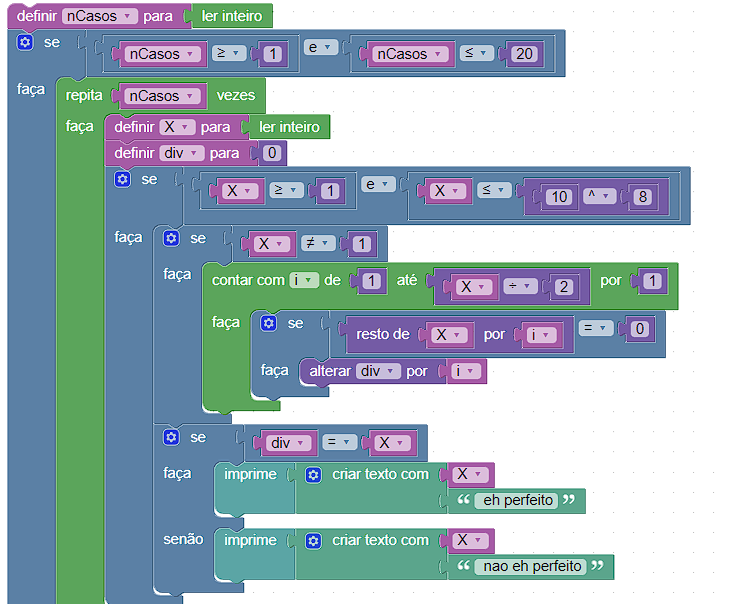 definir nCasos para ler inteiro
se nCasos ≥ 1 e nCasos ≤ 20
faça repita nCasos vezes
faça definir X para ler inteiro
definir div para 0
se X ≥ 1 e X ≤ 10 ^ 8
faça se X ≠ 1
faça contar com i de 1 até X ÷ 2 por 1
faça se resto de X por i = 0
faça alterar div por i
se div = X
faça imprime criar texto com X
“ eh perfeito ”
senão imprime criar texto com X
“ nao eh perfeito ”